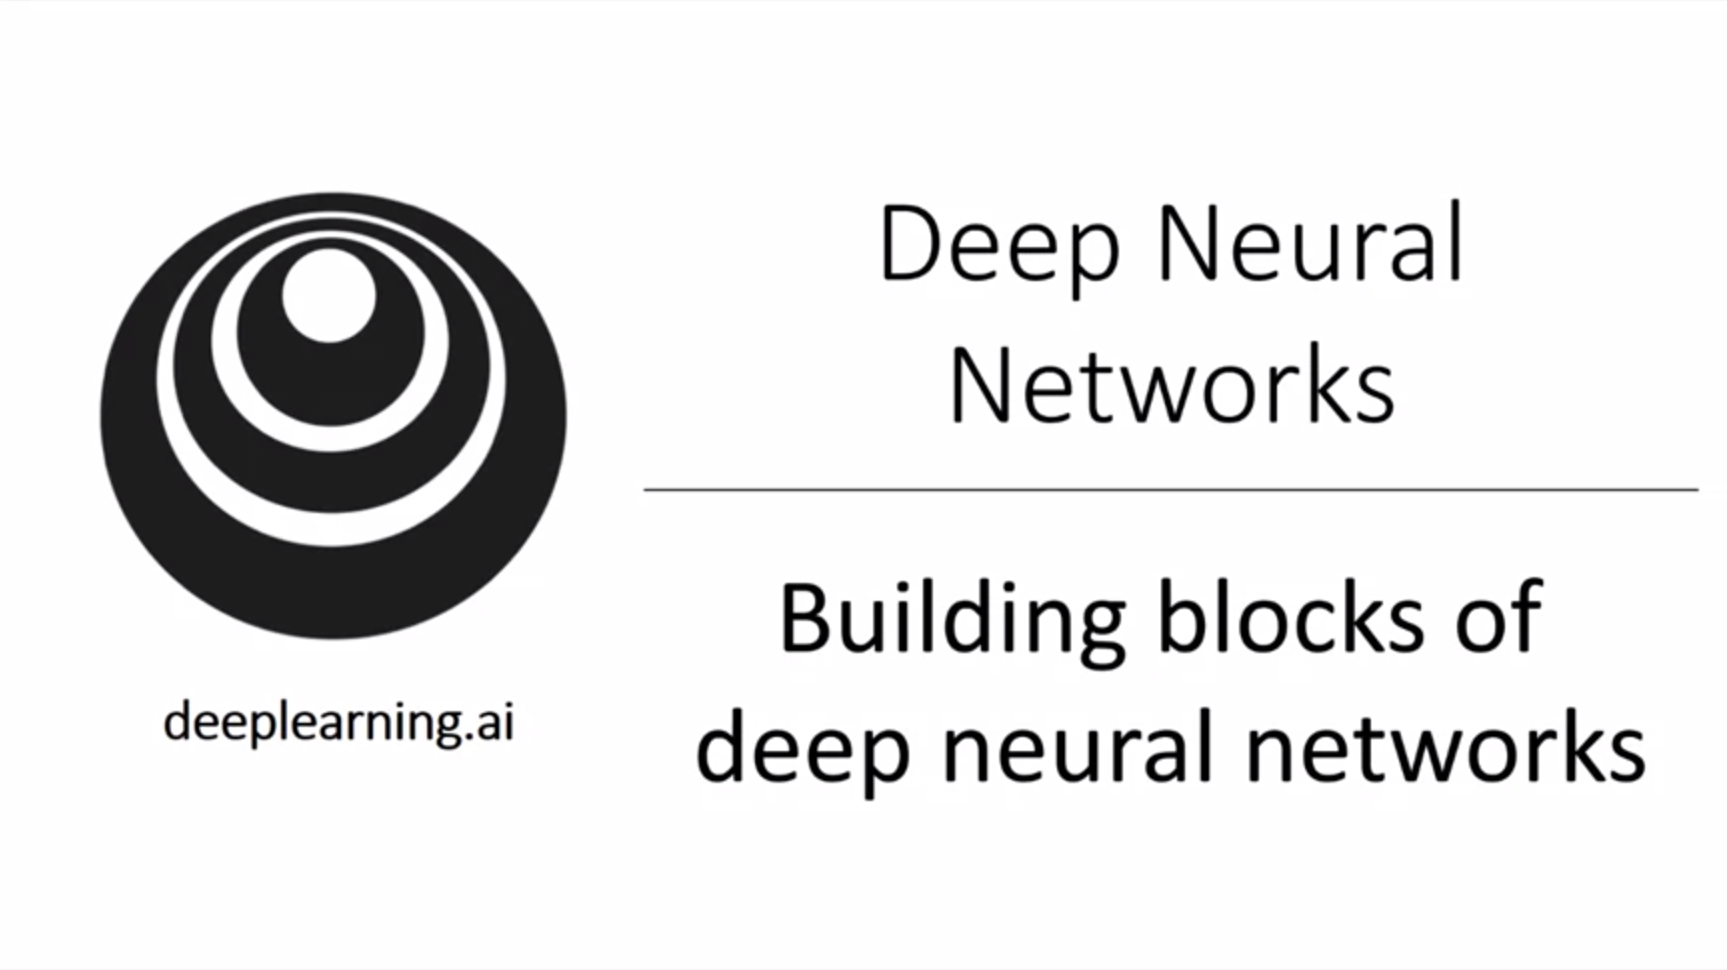 Deep Neural
Networks
Building blocks of
deep neural networks
deeplearning.ai